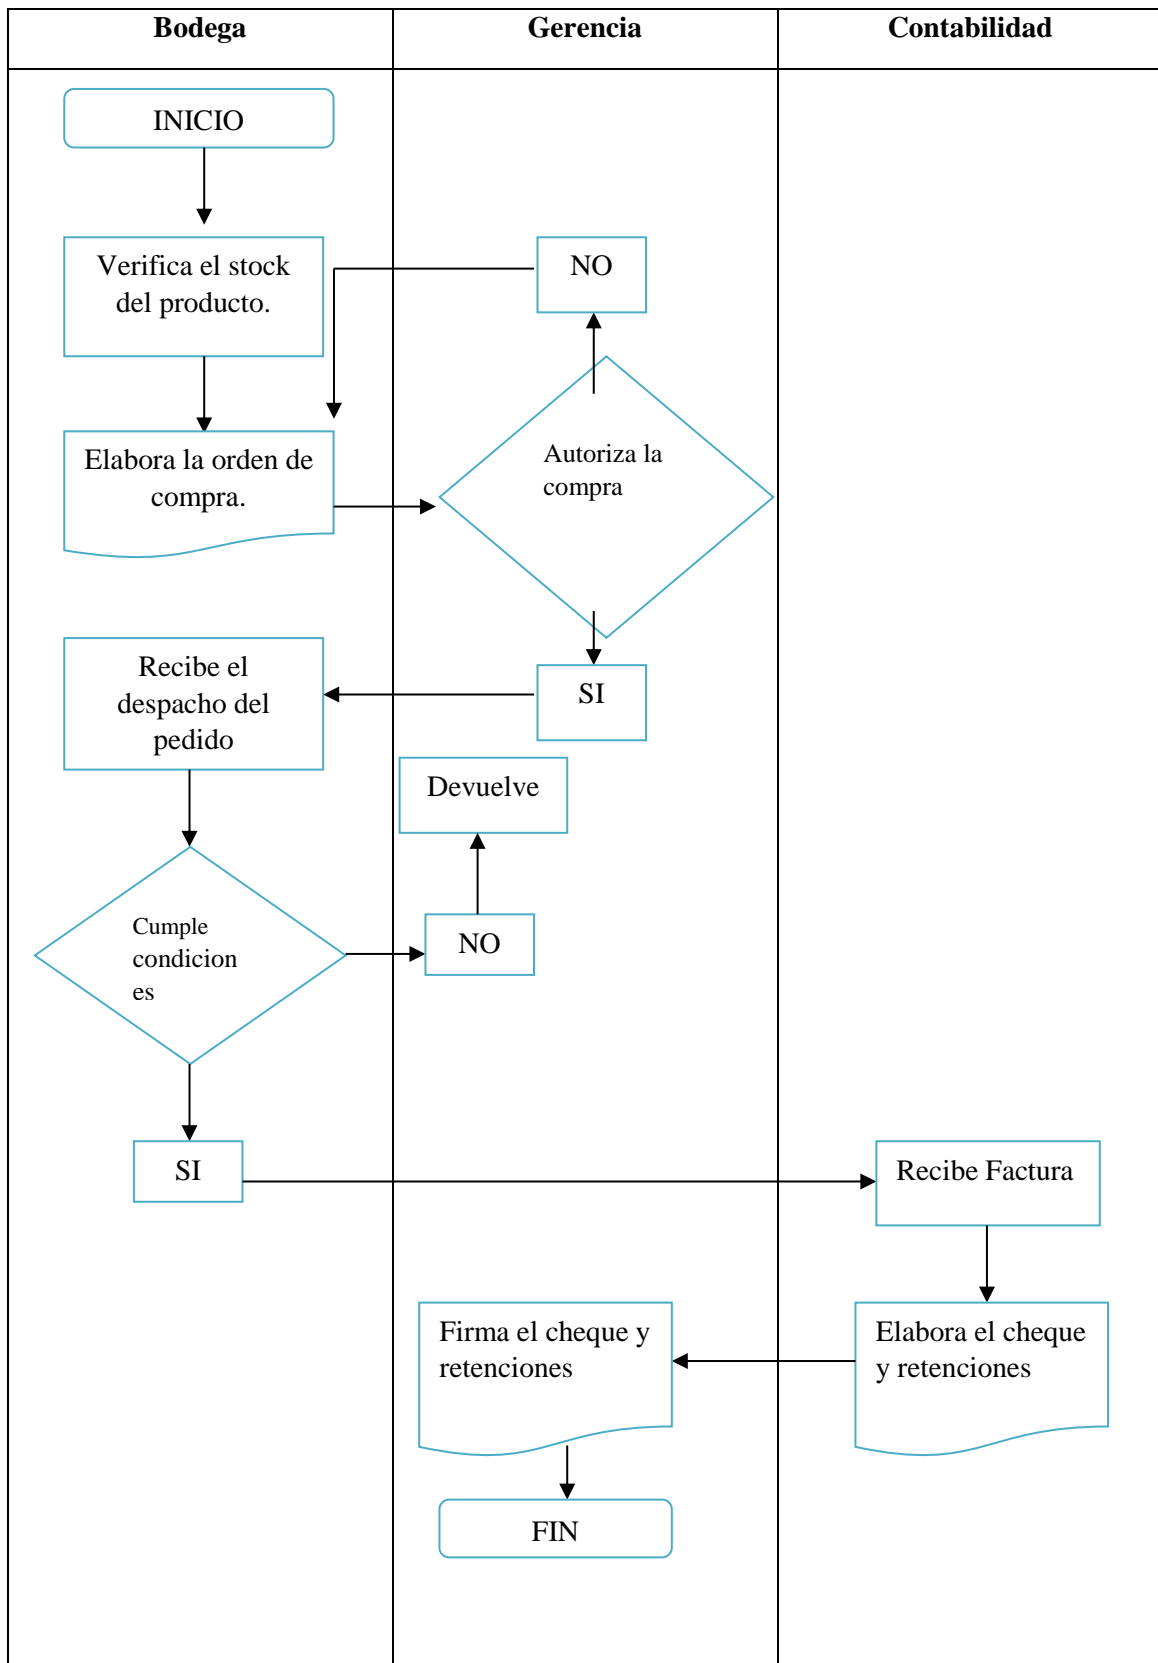 Bodega
Gerencia
Contabilidad
INICIO
Verifica el stock
del producto.
NO
Elabora la orden de
compra.
Autoriza la
compra
Recibe el
despacho del
pedido
SI
Devuelve
Cumple
condicion
es
NO
SI
Recibe Factura
Firma el cheque y
retenciones
Elabora el cheque
y retenciones
FIN